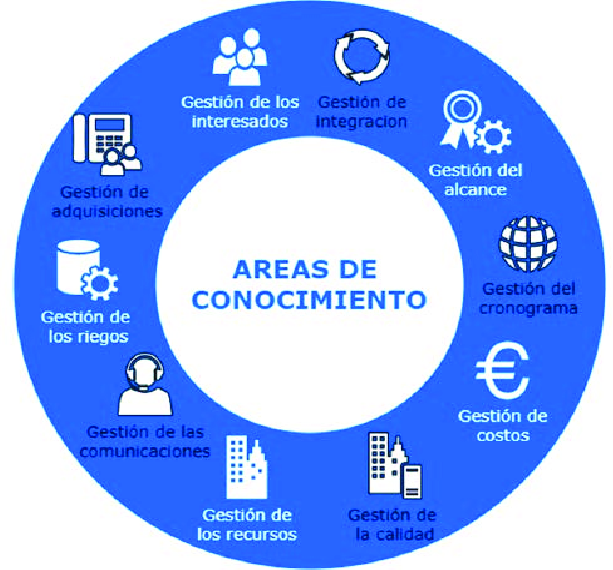 Gestión de los
interesados
Gestión de
integracion
Gestión del
alcance
Gestión del
cronograma
Gestión de
costos
Gestión de
la calidad
Gestión de
los recursos
Gestión de las
comunicaciones
Gestión de
los riegos
Gestión de
adquisiciones
AREAS DE
CONOCIMIENTO
€